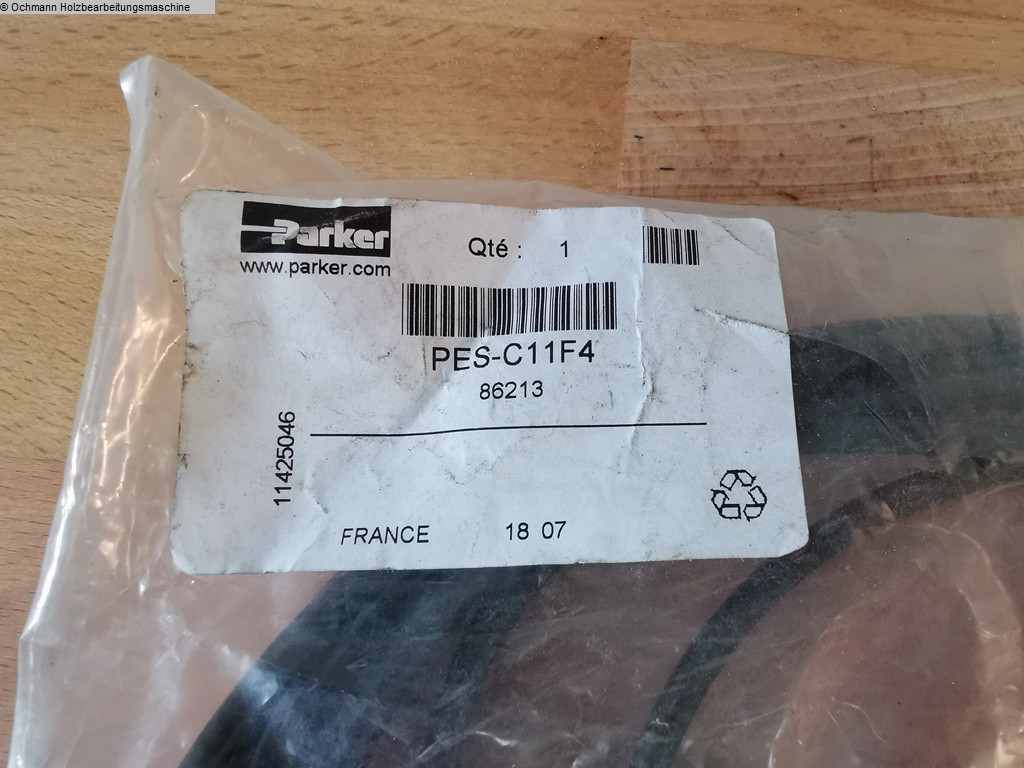 © Ochmann Holzbearbeitungsmaschine
Parker
www.parker.com
Qté : 1
PES-C11F4
86213
11425046
FRANCE 18 07